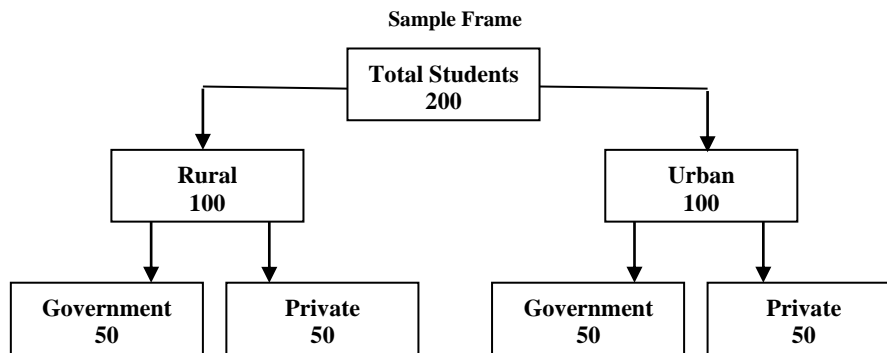 Sample Frame
Total Students
200
Rural
100
Urban
100
Government
50
Private
50
Government
50
Private
50